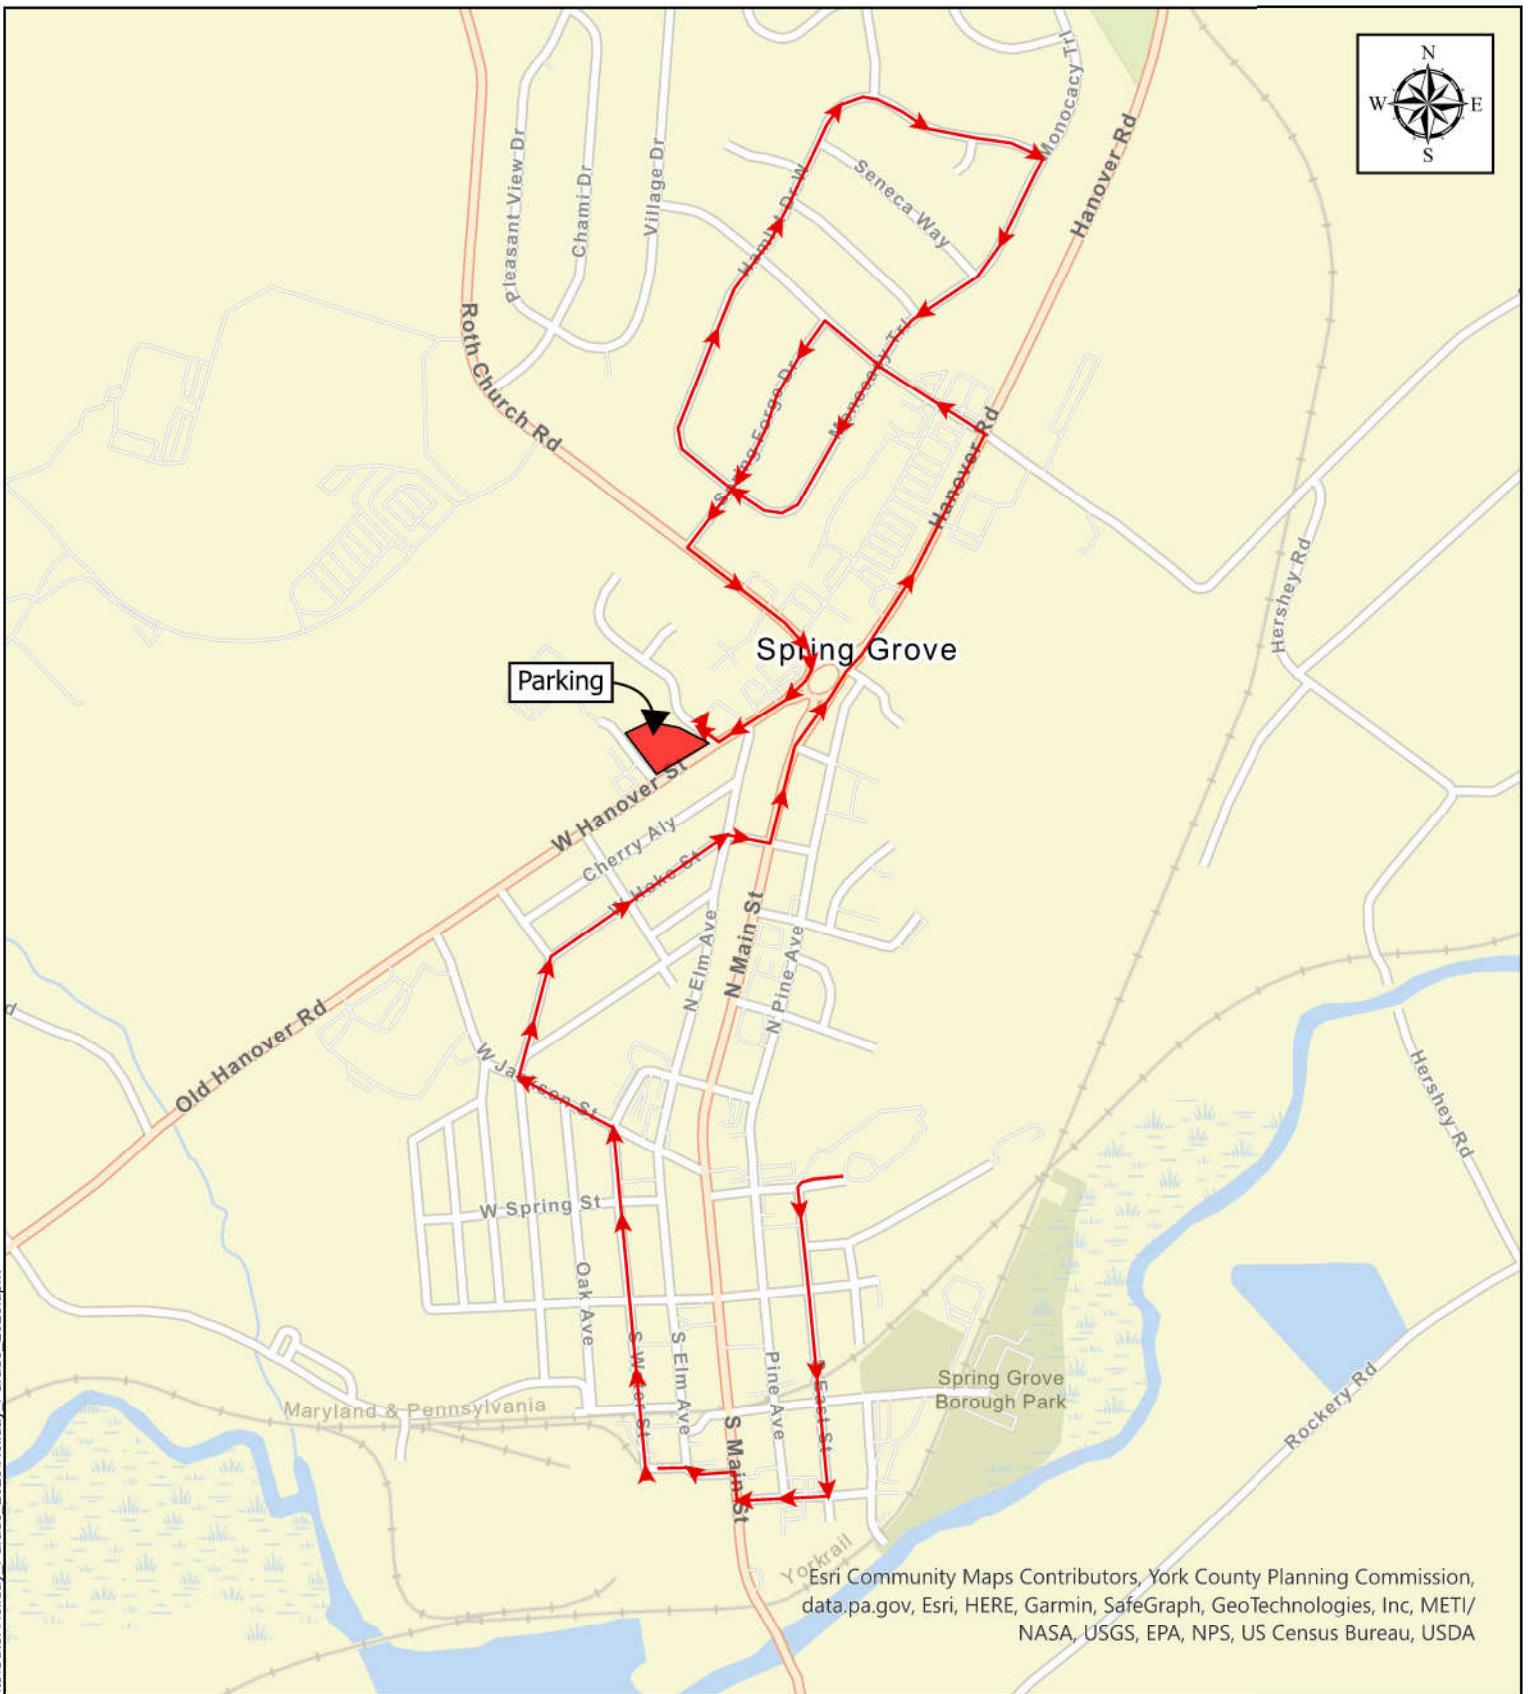 N
W E
S
Monocacy Trl
Hanover Rd
Pleasant View Dr
Chami Dr
Village Dr
Seneca Way
Roth Church Rd
Monocacy Trl
Spring Forge Dr
Hanover Rd
Hershey Rd
Spring Grove
Parking
W Hanover St
Cherry Aly
W Hoke St
N Elm Ave
N Main St
N Pine Ave
Old Hanover Rd
W Jackson St
Hershey Rd
W Spring St
Oak Ave
S Water St
S Elm Ave
Pine Ave
East St
S Main St
Spring Grove
Borough Park
Maryland & Pennsylvania
Rockery Rd
Yorkrail
Esri Community Maps Contributors, York County Planning Commission,
data.pa.gov, Esri, HERE, Garmin, SafeGraph, GeoTechnologies, Inc, METI/
NASA, USGS, EPA, NPS, US Census Bureau, USDA